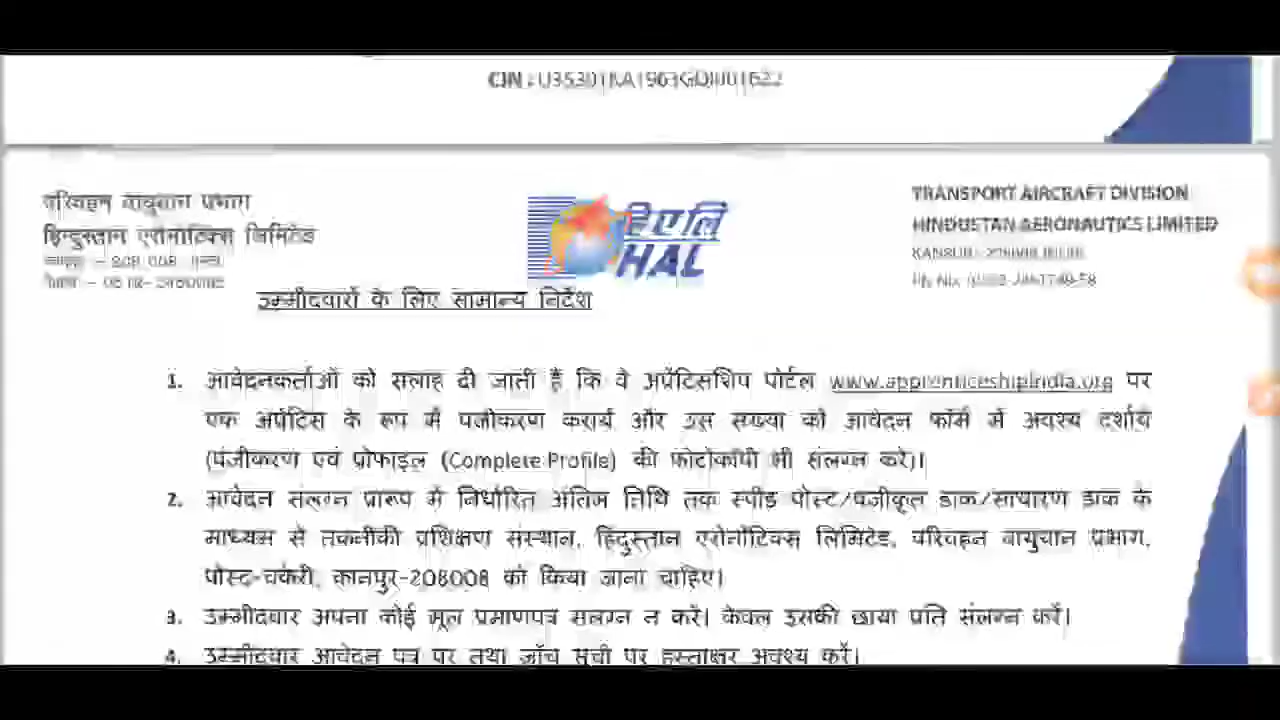 CIN : U35301KA1963GOI001622
परिवहन वायुयान प्रभाग
हिन्दुस्तान एरोनॉटिक्स लिमिटेड
हिएलि
HAL
TRANSPORT AIRCRAFT DIVISION
HINDUSTAN AERONAUTICS LIMITED
उम्मीदवारों के लिए सामान्य निर्देश
1. आवेदनकर्ताओं को सलाह दी जाती है कि वे अप्रेंटिसशिप पोर्टल www.apprenticeshipindia.org पर
एक अप्रेंटिस के रूप में पंजीकरण करायें और उस संख्या को आवेदन फॉर्म में अवश्य दर्शायें
(पंजीकरण एवं प्रोफाइल (Complete Profile) की फोटोकॉपी भी संलग्न करें)।
2. आवेदन संलग्न प्रारूप में निर्धारित अंतिम तिथि तक स्पीड पोस्ट/पंजीकृत डाक/साधारण डाक के
माध्यम से तकनीकी प्रशिक्षण संस्थान, हिंदुस्तान एरोनॉटिक्स लिमिटेड, परिवहन वायुयान प्रभाग,
पोस्ट-चकेरी, कानपुर-208008 को किया जाना चाहिए।
3. उम्मीदवार अपना कोई मूल प्रमाणपत्र संलग्न न करें। केवल इसकी छाया प्रति संलग्न करें।
4. उम्मीदवार आवेदन पत्र पर तथा जाँच सूची पर हस्ताक्षर अवश्य करें।